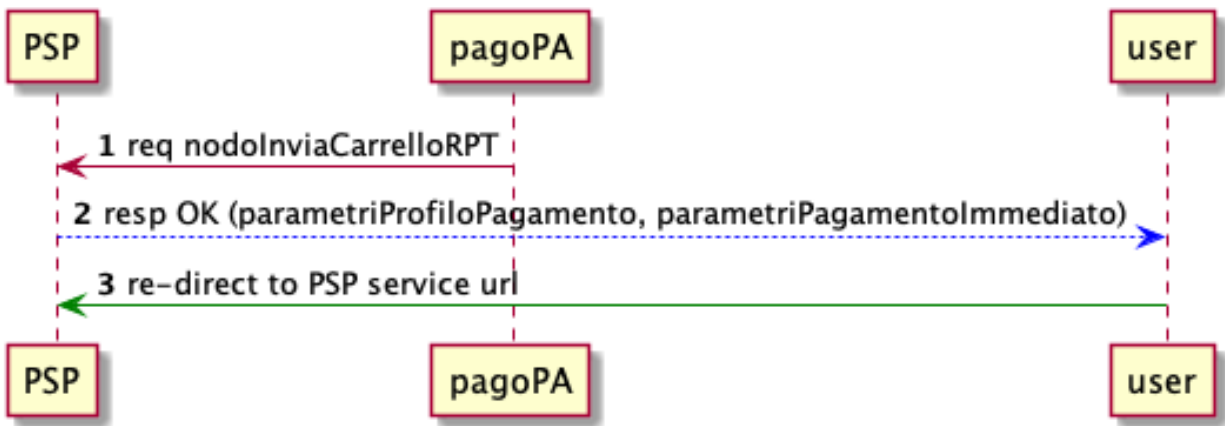 PSP
pagoPA
user
1 req nodoInviaCarrelloRPT
2 resp OK (parametriProfiloPagamento, parametriPagamentoImmediato)
3 re-direct to PSP service url
PSP
pagoPA
user